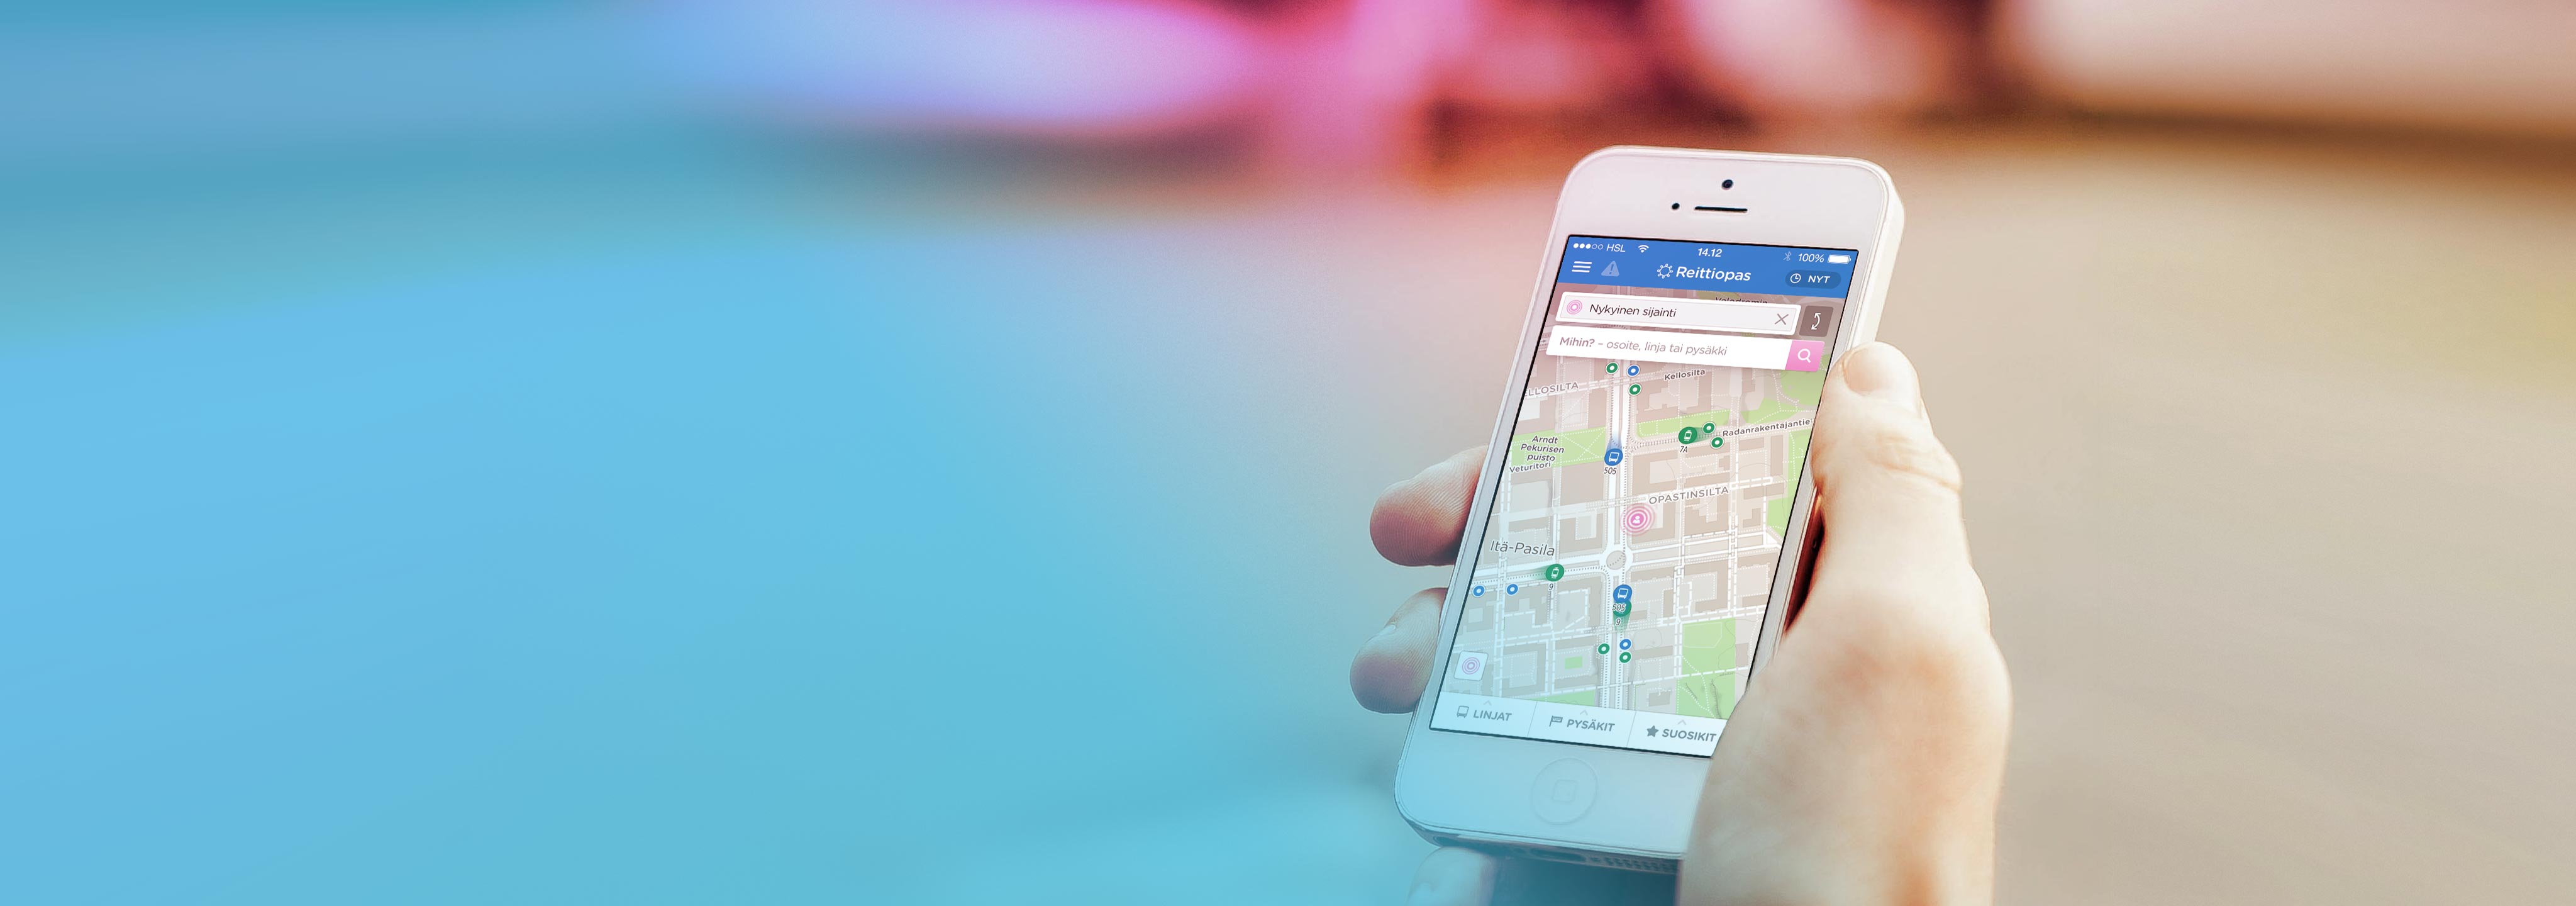 HSL 14.12 100%
Reittiopas
NYT
Nykyinen sijainti
Mihin? – osoite, linja tai pysäkki
Kellosilta
Arndt
Pekurisen
puisto
Veturitori
505
7A
Radanrakentajantie
OPASTINSILTA
Itä-Pasila
9
505
9
LINJAT
PYSÄKIT
SUOSIKIT